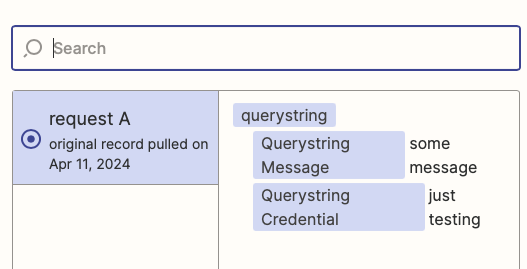 Search
request A
original record pulled on
Apr 11, 2024
querystring
Querystring some
Message message
Querystring just
Credential testing